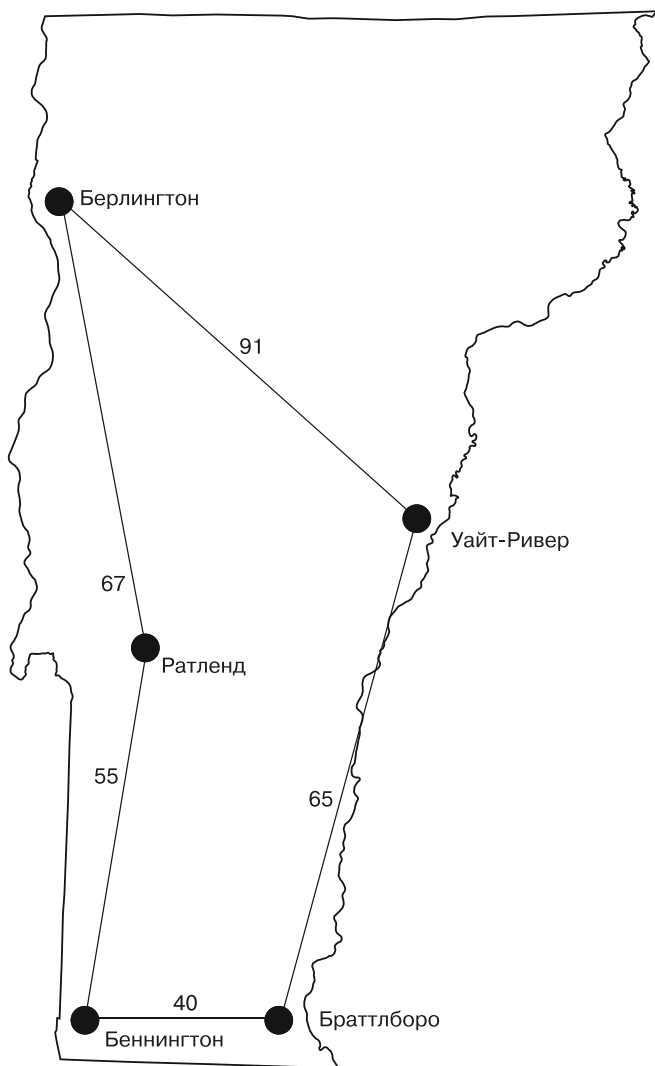 Берлингтон
91
Уайт-Ривер
67
Ратленд
55
65
40
Беннингтон
Браттлборо